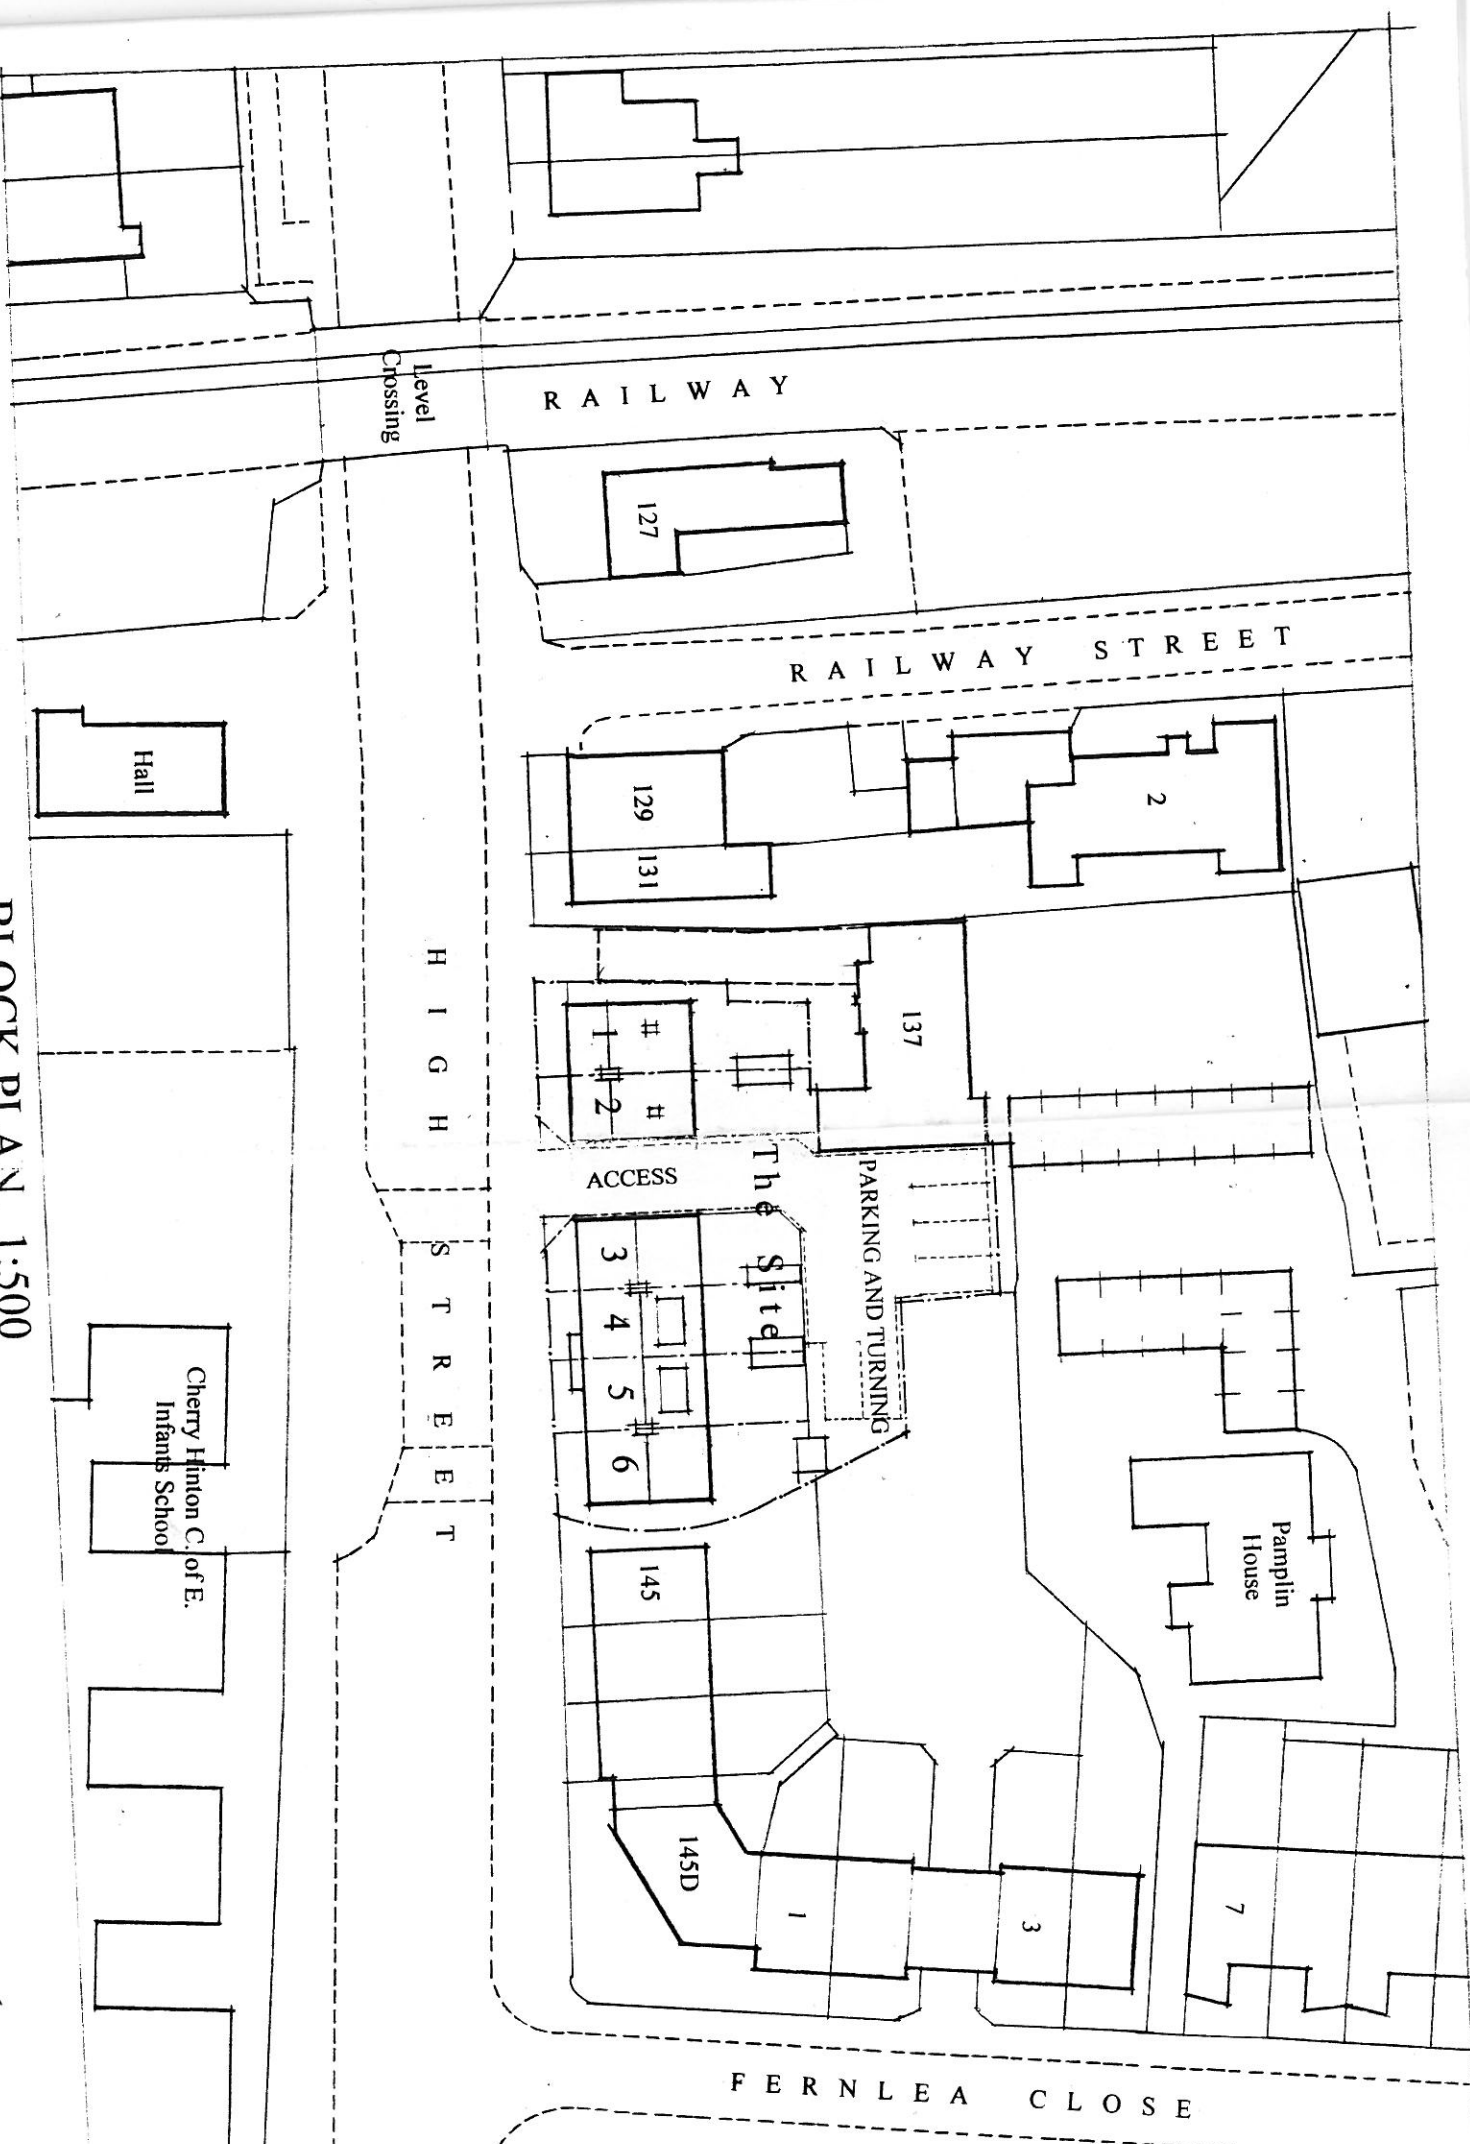 Level
Crossing
RAILWAY
127
RAILWAY STREET
Hall
129
131
2
137
HIGH STREET
1
2
ACCESS
The Site
PARKING AND TURNING
3
4
5
6
BLOCK PLAN 1:500
Cherry Hinton C. of E.
Infants School
Pamplin
House
145
145D
1
3
7
FERNLEA CLOSE